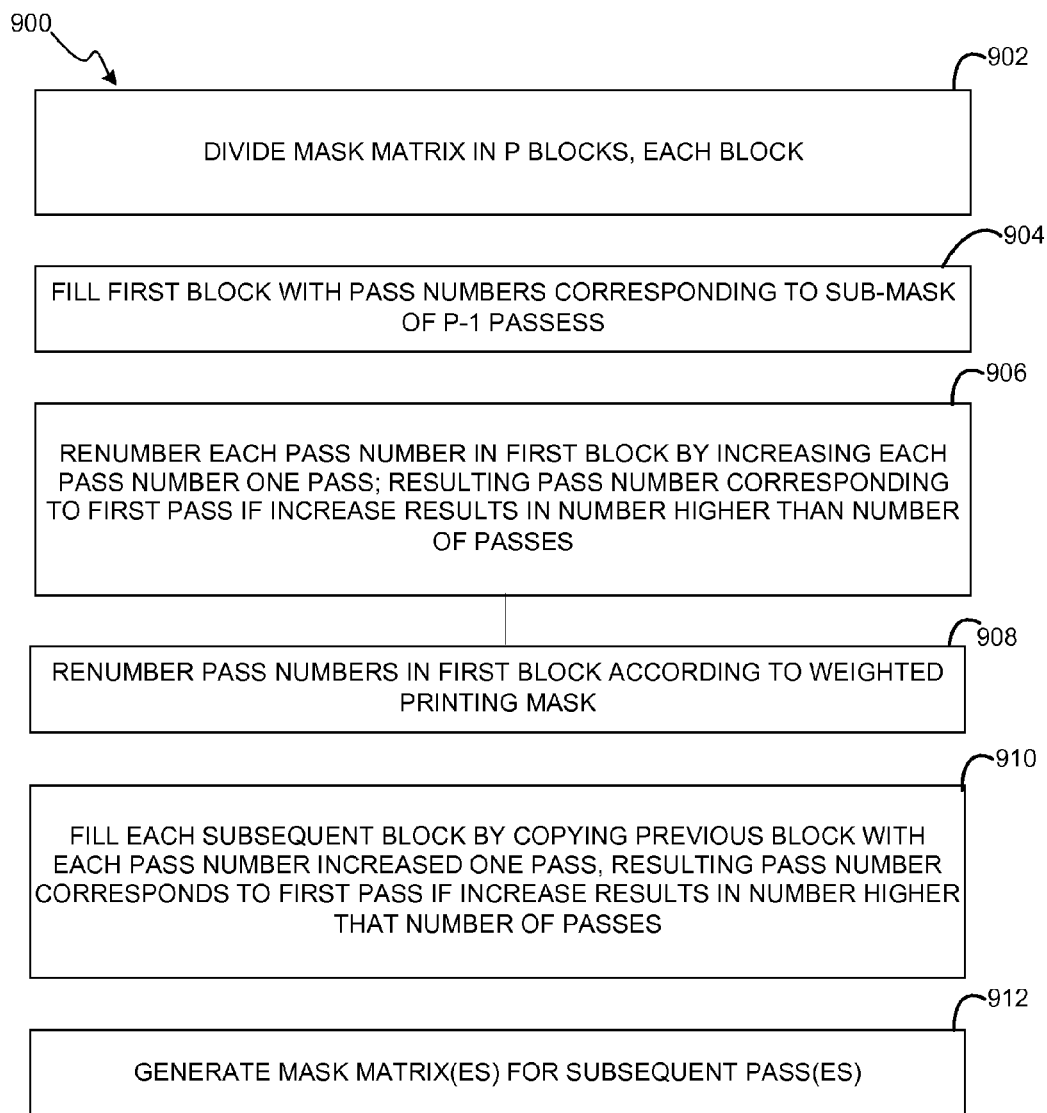 900
902
DIVIDE MASK MATRIX IN P BLOCKS, EACH BLOCK
904
FILL FIRST BLOCK WITH PASS NUMBERS CORRESPONDING TO SUB-MASK
OF P-1 PASSESS
906
RENUMBER EACH PASS NUMBER IN FIRST BLOCK BY INCREASING EACH
PASS NUMBER ONE PASS; RESULTING PASS NUMBER CORRESPONDING
TO FIRST PASS IF INCREASE RESULTS IN NUMBER HIGHER THAN NUMBER
OF PASSES
908
RENUMBER PASS NUMBERS IN FIRST BLOCK ACCORDING TO WEIGHTED
PRINTING MASK
910
FILL EACH SUBSEQUENT BLOCK BY COPYING PREVIOUS BLOCK WITH
EACH PASS NUMBER INCREASED ONE PASS, RESULTING PASS NUMBER
CORRESPONDS TO FIRST PASS IF INCREASE RESULTS IN NUMBER HIGHER
THAT NUMBER OF PASSES
912
GENERATE MASK MATRIX(ES) FOR SUBSEQUENT PASS(ES)